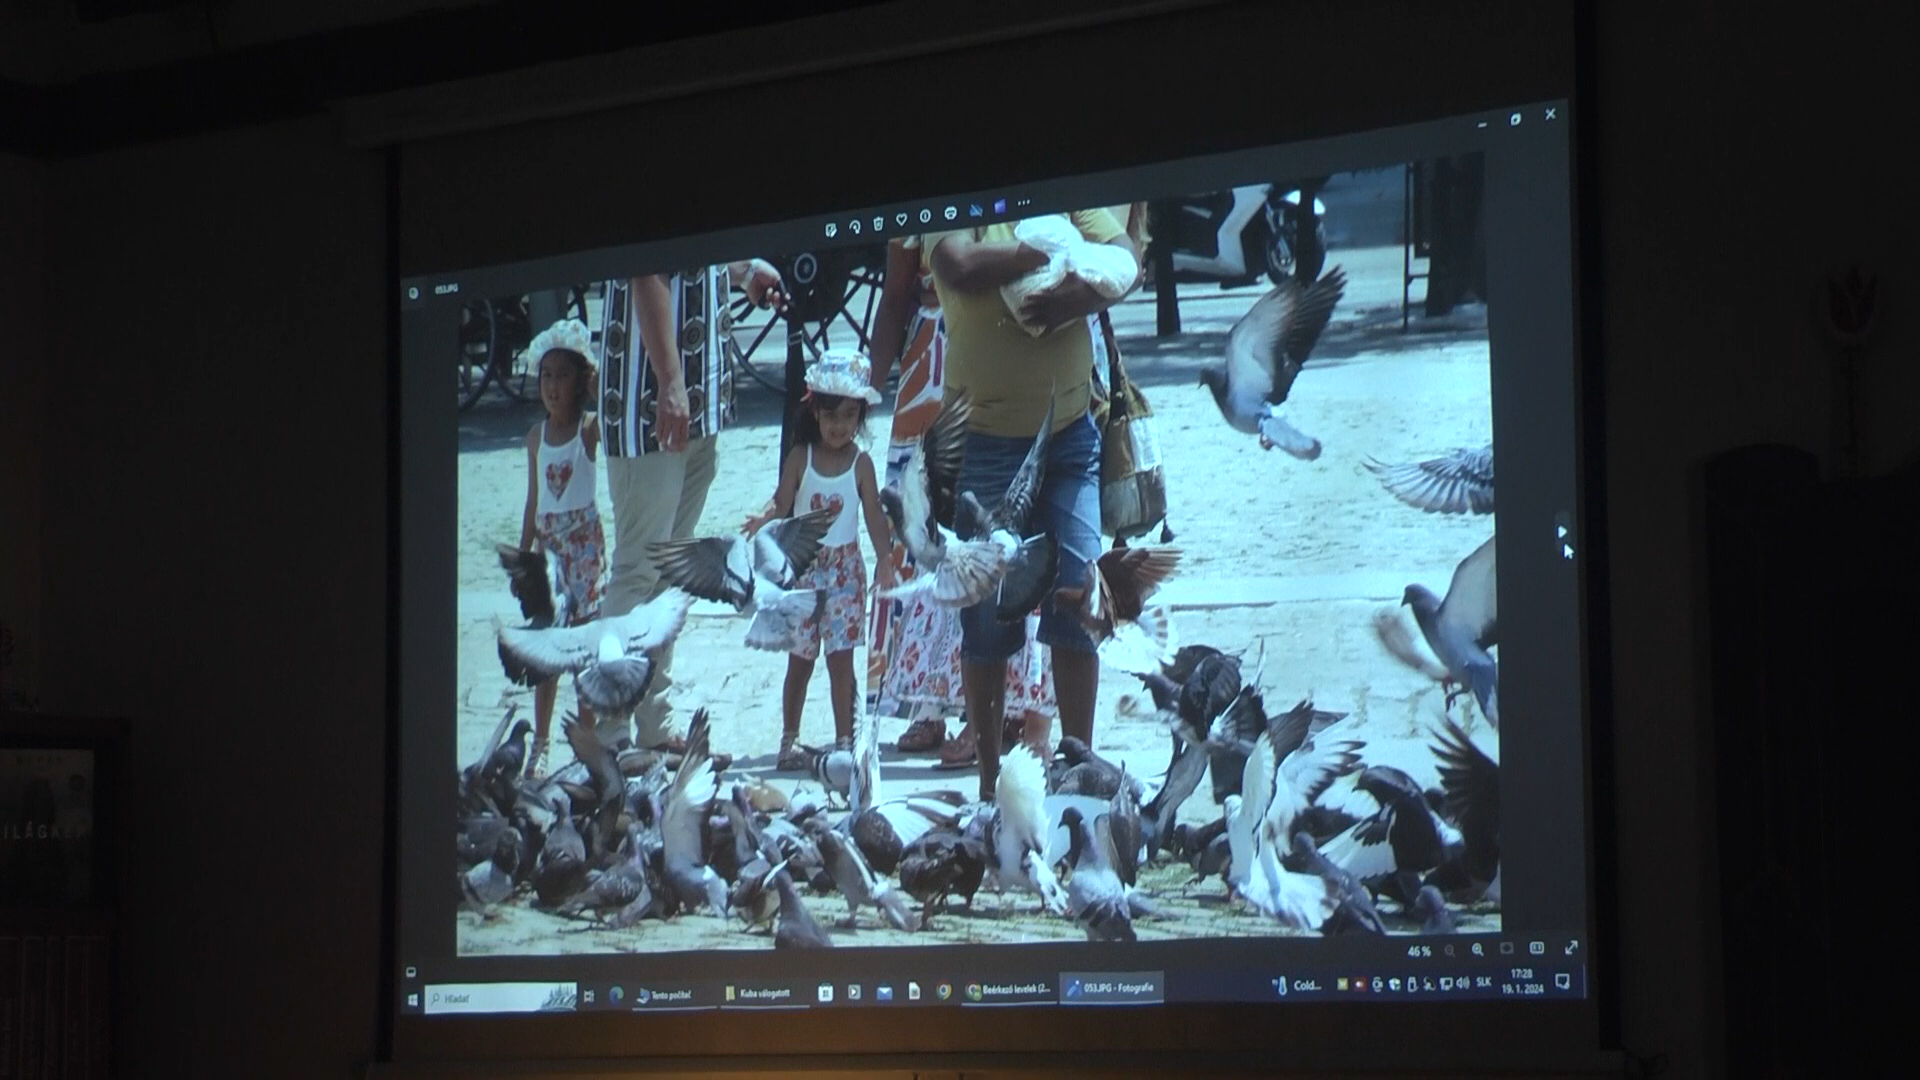 053.JPG
46 %
Hľadať
Tento počítač
Kuba válogatott
Beérkező levelek (2...
053.JPG - Fotografie
Cold...
SLK
17:28
19. 1. 2024